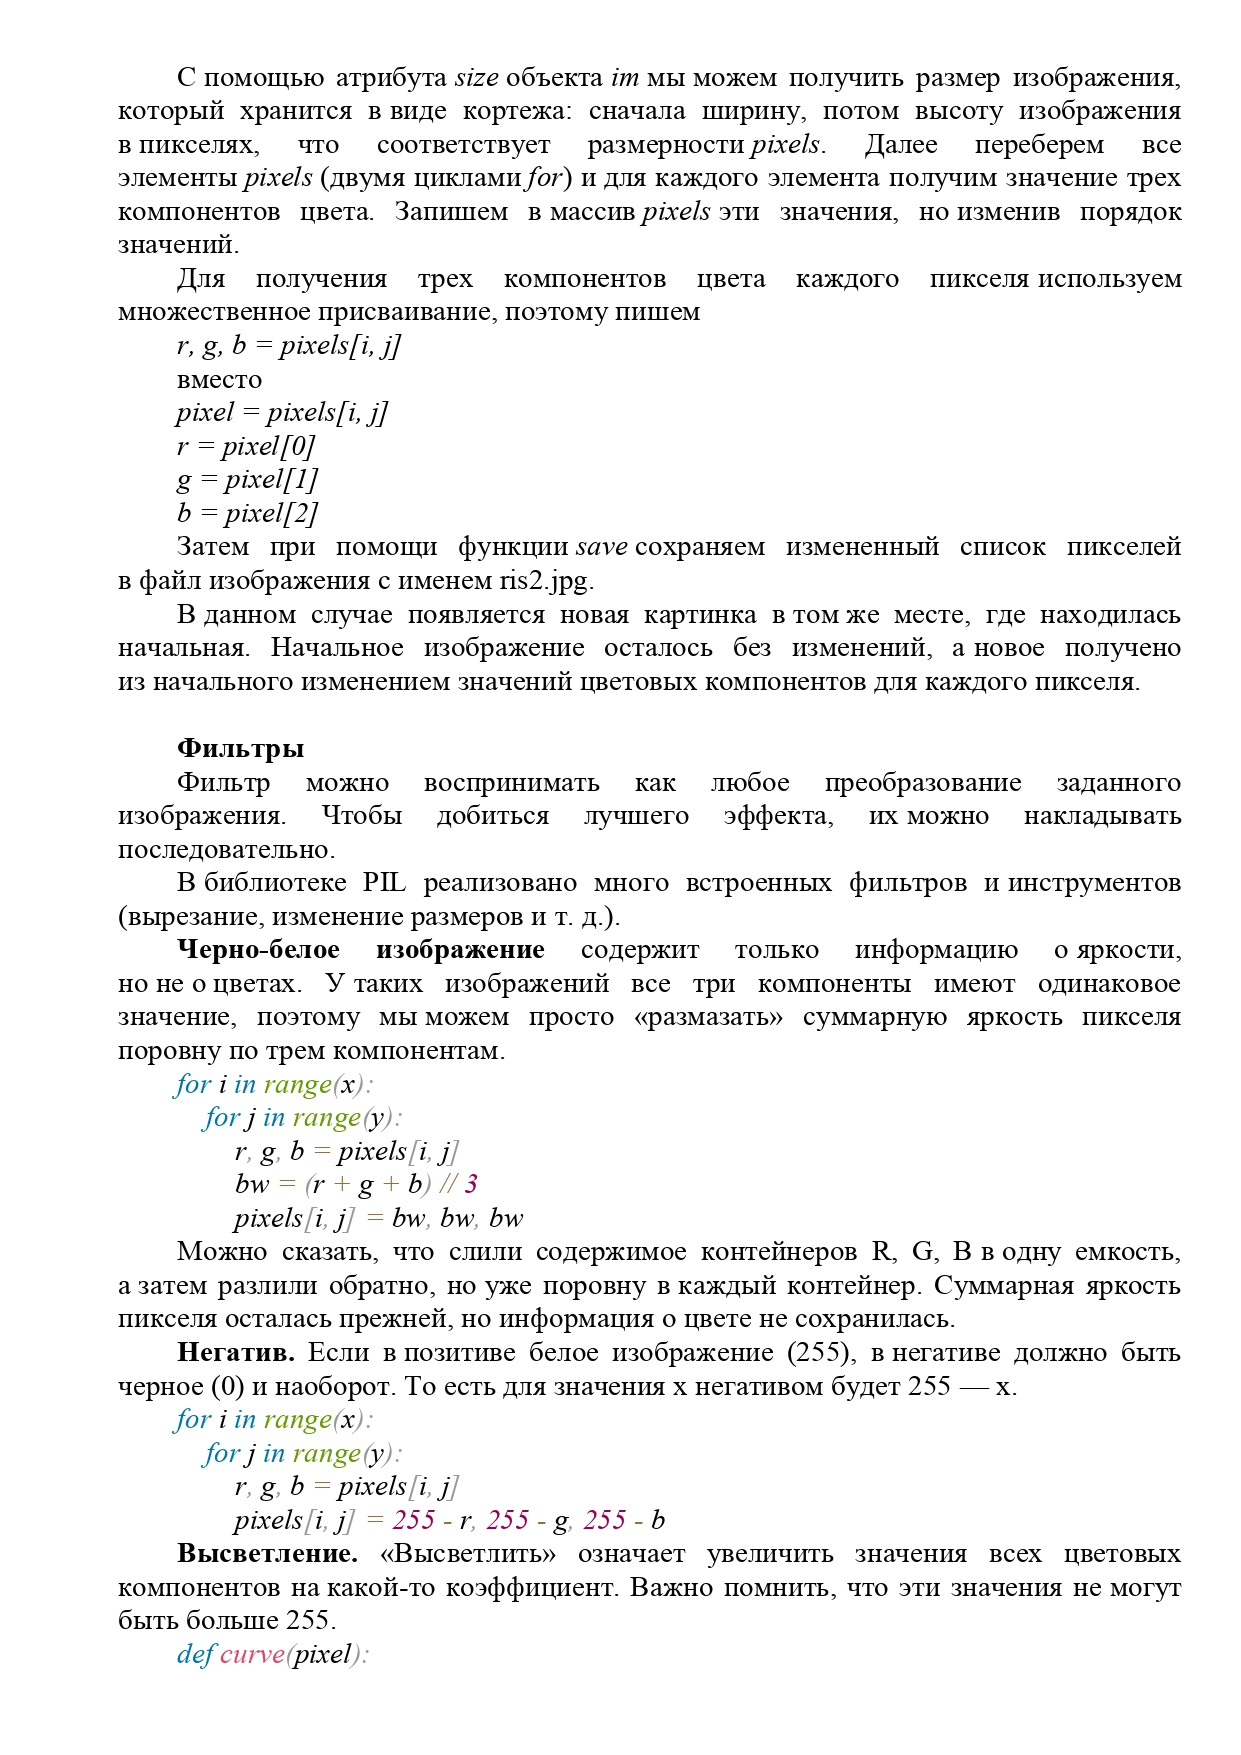 С помощью атрибута size объекта im мы можем получить размер изображения,
который хранится в виде кортежа: сначала ширину, потом высоту изображения
в пикселях, что соответствует размерности pixels. Далее переберем все
элементы pixels (двумя циклами for) и для каждого элемента получим значение трех
компонентов цвета. Запишем в массив pixels эти значения, но изменив порядок
значений.
Для получения трех компонентов цвета каждого пикселя используем
множественное присваивание, поэтому пишем
r, g, b = pixels[i, j]
вместо
pixel = pixels[i, j]
r = pixel[0]
g = pixel[1]
b = pixel[2]
Затем при помощи функции save сохраняем измененный список пикселей
в файл изображения с именем ris2.jpg.
В данном случае появляется новая картинка в том же месте, где находилась
начальная. Начальное изображение осталось без изменений, а новое получено
из начального изменением значений цветовых компонентов для каждого пикселя.
Фильтры
Фильтр можно воспринимать как любое преобразование заданного
изображения. Чтобы добиться лучшего эффекта, их можно накладывать
последовательно.
В библиотеке PIL реализовано много встроенных фильтров и инструментов
(вырезание, изменение размеров и т. д.).
Черно-белое изображение содержит только информацию о яркости,
но не о цветах. У таких изображений все три компоненты имеют одинаковое
значение, поэтому мы можем просто «размазать» суммарную яркость пикселя
поровну по трем компонентам.
for i in range(x):
for j in range(y):
r, g, b = pixels[i, j]
bw = (r + g + b) // 3
pixels[i, j] = bw, bw, bw
Можно сказать, что слили содержимое контейнеров R, G, B в одну емкость,
а затем разлили обратно, но уже поровну в каждый контейнер. Суммарная яркость
пикселя осталась прежней, но информация о цвете не сохранилась.
Негатив. Если в позитиве белое изображение (255), в негативе должно быть
черное (0) и наоборот. То есть для значения x негативом будет 255 — x.
for i in range(x):
for j in range(y):
r, g, b = pixels[i, j]
pixels[i, j] = 255 - r, 255 - g, 255 - b
Высветление. «Высветлить» означает увеличить значения всех цветовых
компонентов на какой-то коэффициент. Важно помнить, что эти значения не могут
быть больше 255.
def curve(pixel):